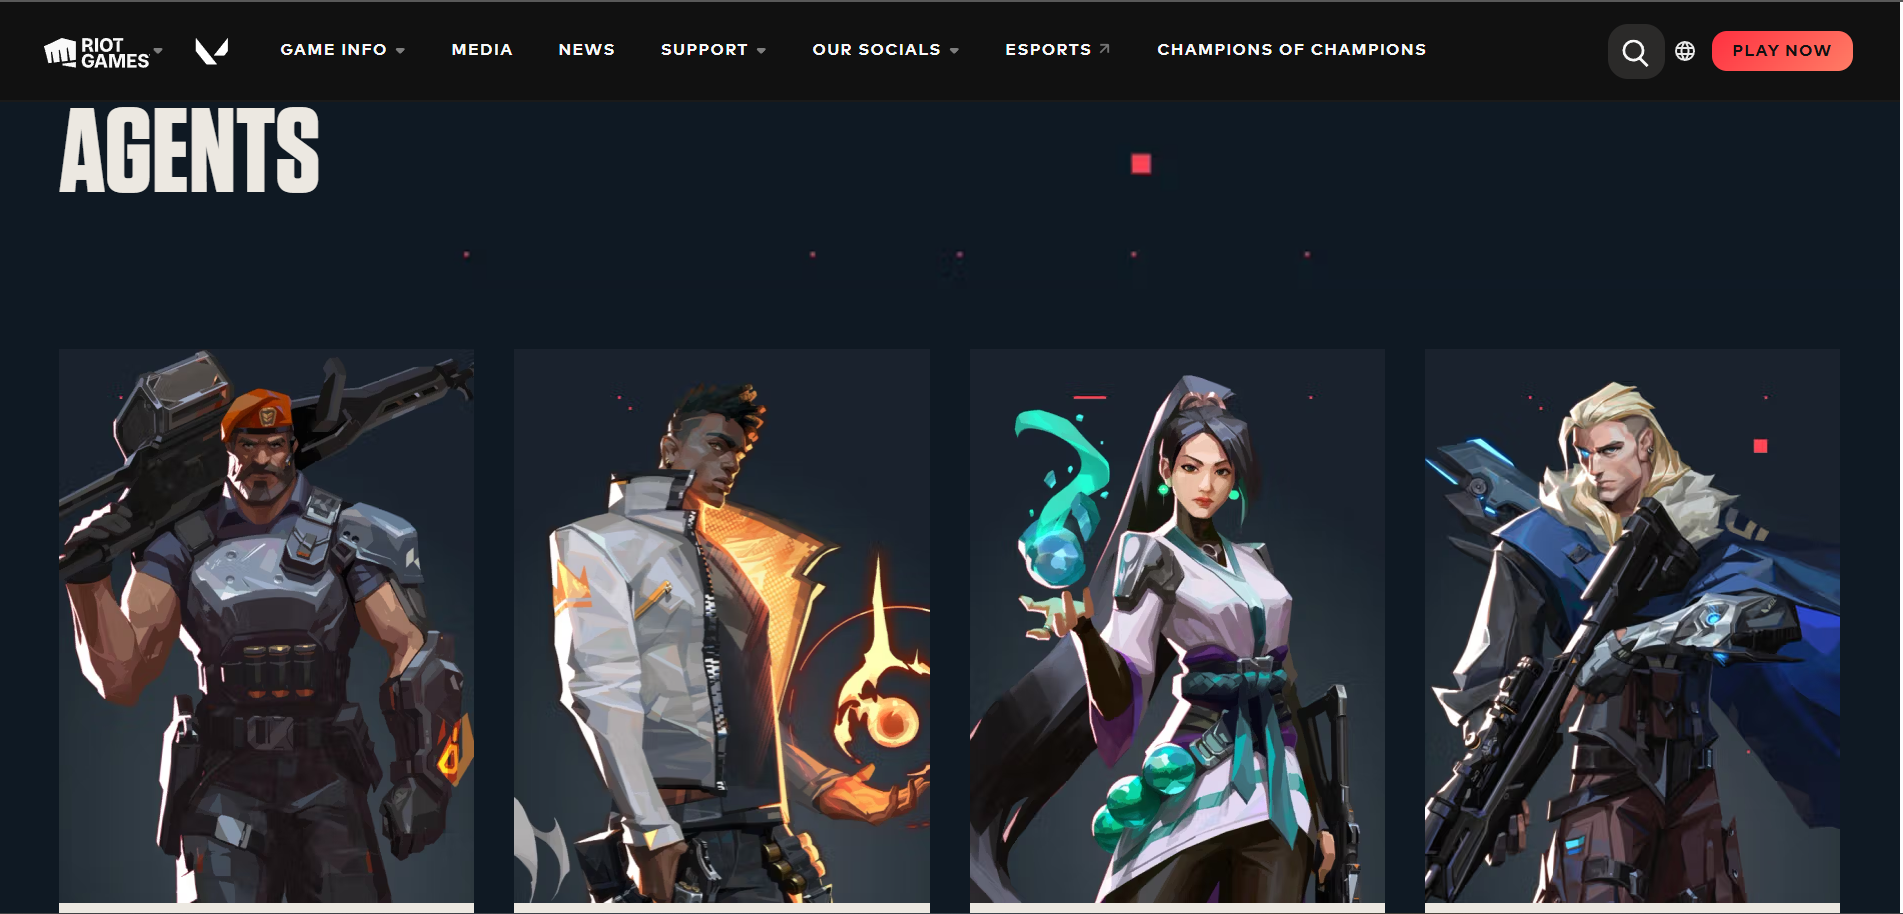 RIOT
GAMES
GAME INFO
MEDIA
NEWS
SUPPORT
OUR SOCIALS
ESPORTS
CHAMPIONS OF CHAMPIONS
PLAY NOW
AGENTS